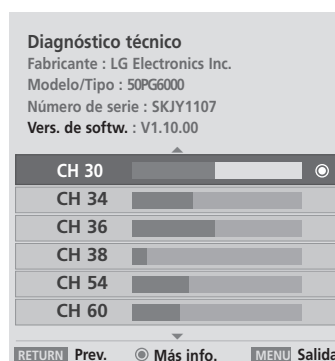 Diagnóstico técnico
Fabricante : LG Electronics Inc.
Modelo/Tipo : 50PG6000
Número de serie : SKJY1107
Vers. de softw. : V1.10.00
CH 30
CH 34
CH 36
CH 38
CH 54
CH 60
RETURN Prev. Más info. MENU Salida